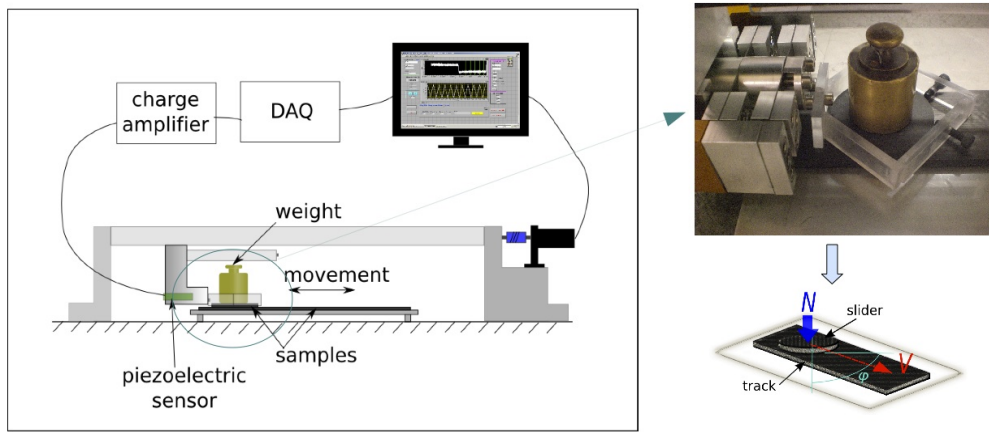 charge
amplifier
DAQ
weight
movement
samples
piezoelectric
sensor
N
slider
V
φ
track